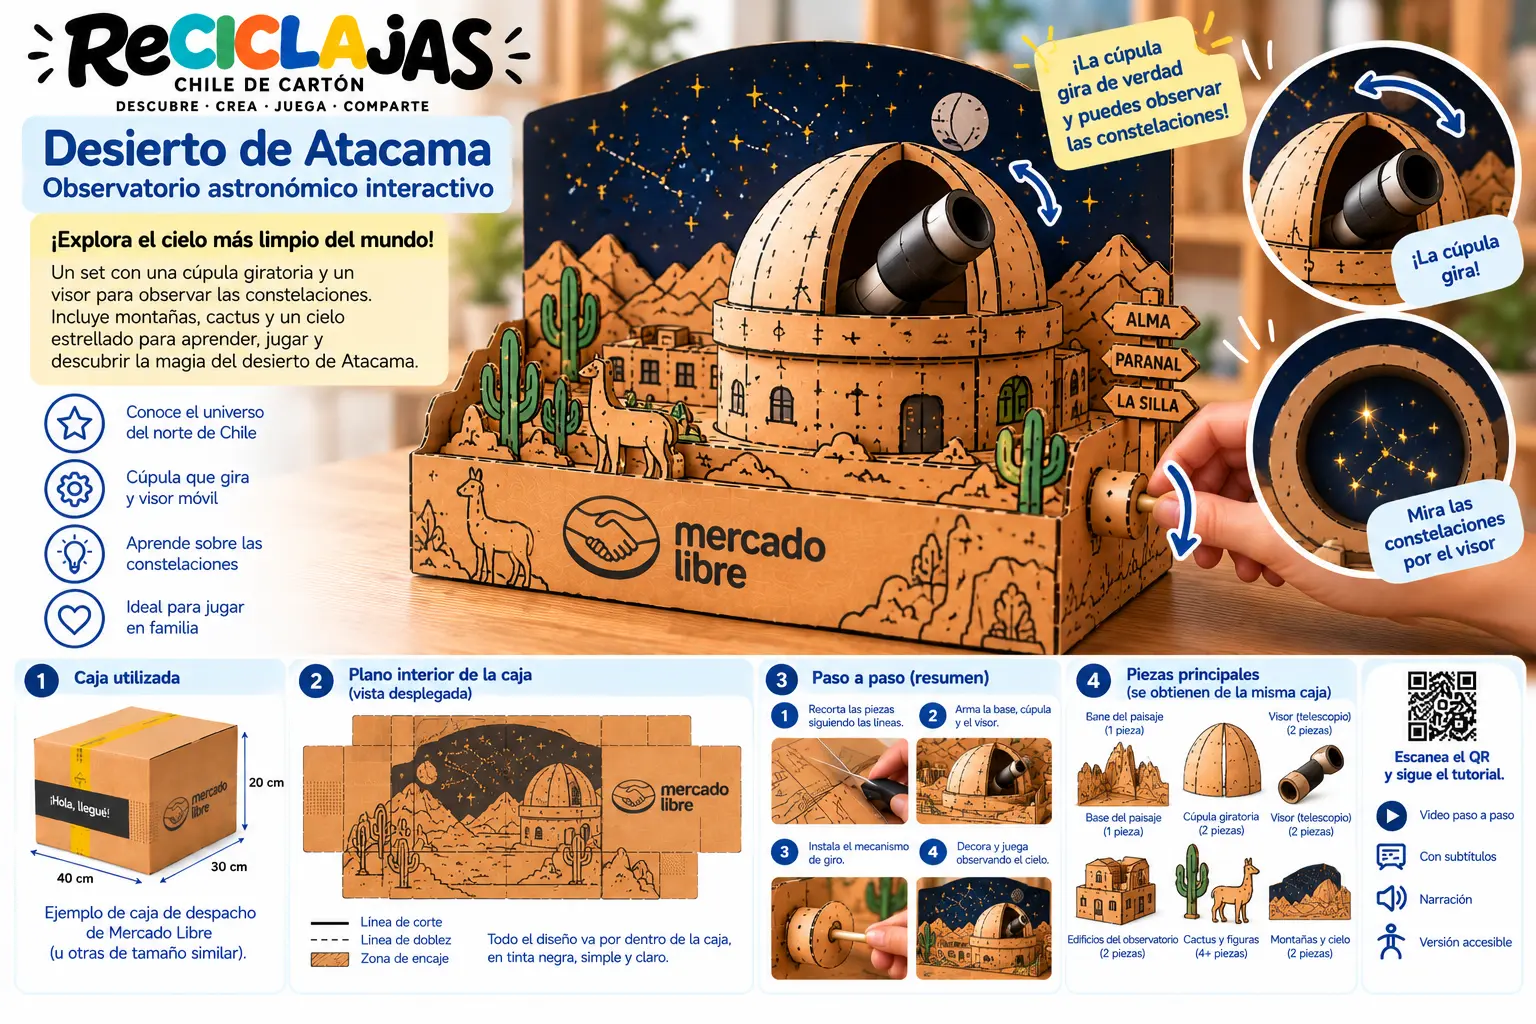 ReCICLAjAS
CHILE DE CARTÓN
DESCUBRE · CREA · JUEGA · COMPARTE
Desierto de Atacama
Observatorio astronómico interactivo
¡Explora el cielo más limpio del mundo!
Un set con una cúpula giratoria y un
visor para observar las constelaciones.
Incluye montañas, cactus y un cielo
estrellado para aprender, jugar y
descubrir la magia del desierto de Atacama.
Conoce el universo
del norte de Chile
Cúpula que gira
y visor móvil
Aprende sobre las
constelaciones
Ideal para jugar
en familia
¡La cúpula
gira de verdad
y puedes observar
las constelaciones!
¡La cúpula
gira!
Mira las
constelaciones
por el visor
ALMA
PARANAL
LA SILLA
mercado
libre
1 Caja utilizada
¡Hola, llegué!
mercado
libre
20 cm
30 cm
40 cm
Ejemplo de caja de despacho
de Mercado Libre
(u otras de tamaño similar).
2 Plano interior de la caja
(vista desplegada)
mercado
libre
Línea de corte
Linea de doblez
Zona de encaje
Todo el diseño va por dentro de la caja,
en tinta negra, simple y claro.
3 Paso a paso (resumen)
1 Recorta las piezas
siguiendo las líneas.
2 Arma la base, cúpula
y el visor.
3 Instala el mecanismo
de giro.
4 Decora y juega
observando el cielo.
4 Piezas principales
(se obtienen de la misma caja)
Bane del paisaje
(1 pieza)
Visor (telescopio)
(2 piezas)
Base del paisaje
(1 pieza)
Cúpula giratoria
(2 piezas)
Visor (telescopio)
(2 piezas)
Edificios del observatorio
(2 piezas)
Cactus y figuras
(4+ piezas)
Montañas y cielo
(2 piezas)
Escanea el QR
y sigue el tutorial.
Video paso a paso
Con subtítulos
Narración
Versión accesible